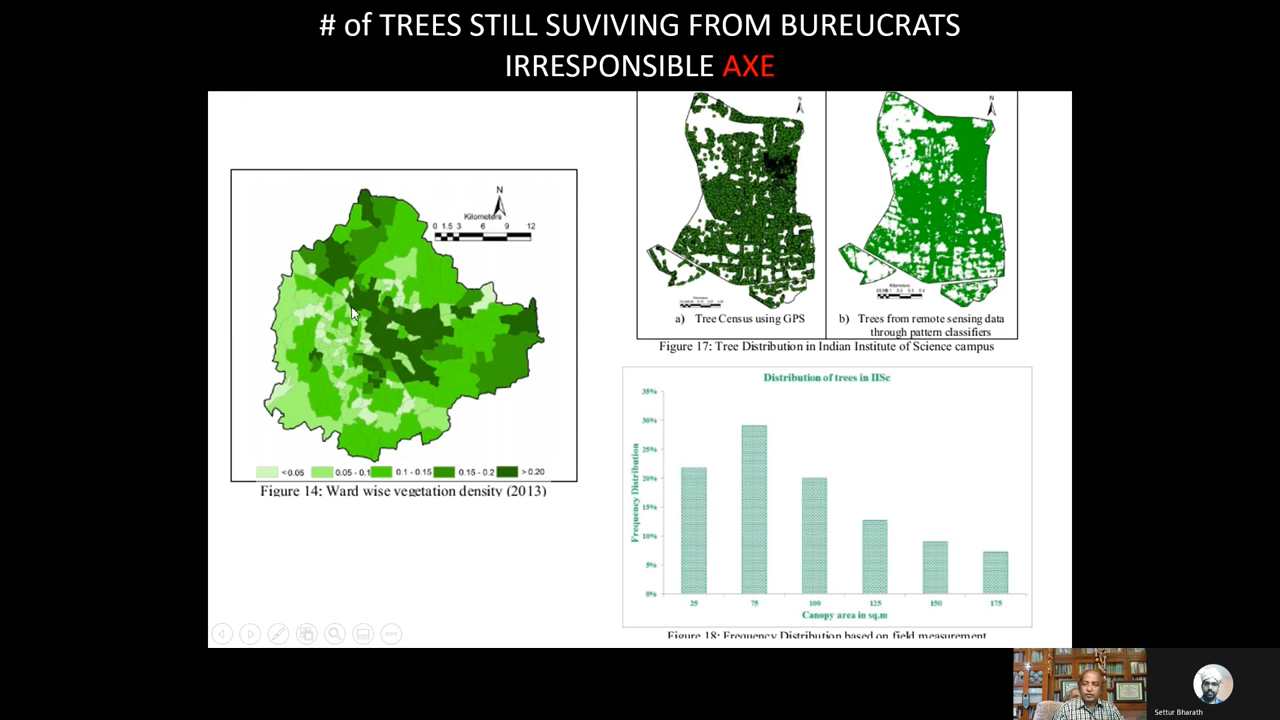 # of TREES STILL SUVIVING FROM BUREUCRATS
IRRESPONSIBLE AXE
N
Kilometers
0 1.5 3 6 9 12
<0.05 0.05 - 0.1 0.1 - 0.15 0.15 - 0.2 >0.20
Figure 14: Ward wise vegetation density (2013)
N
Kilometers
a) Tree Census using GPS
N
Kilometers
b) Trees from remote sensing data
through pattern classifiers
Figure 17: Tree Distribution in Indian Institute of Science campus
Distribution of trees in IISc
Frequency Distribution
35%
30%
25%
20%
15%
10%
5%
0%
25 75 100 125 150 175
Canopy area in sq.m
Figure 18: Frequency Distribution based on field measurement
Settur Bharath